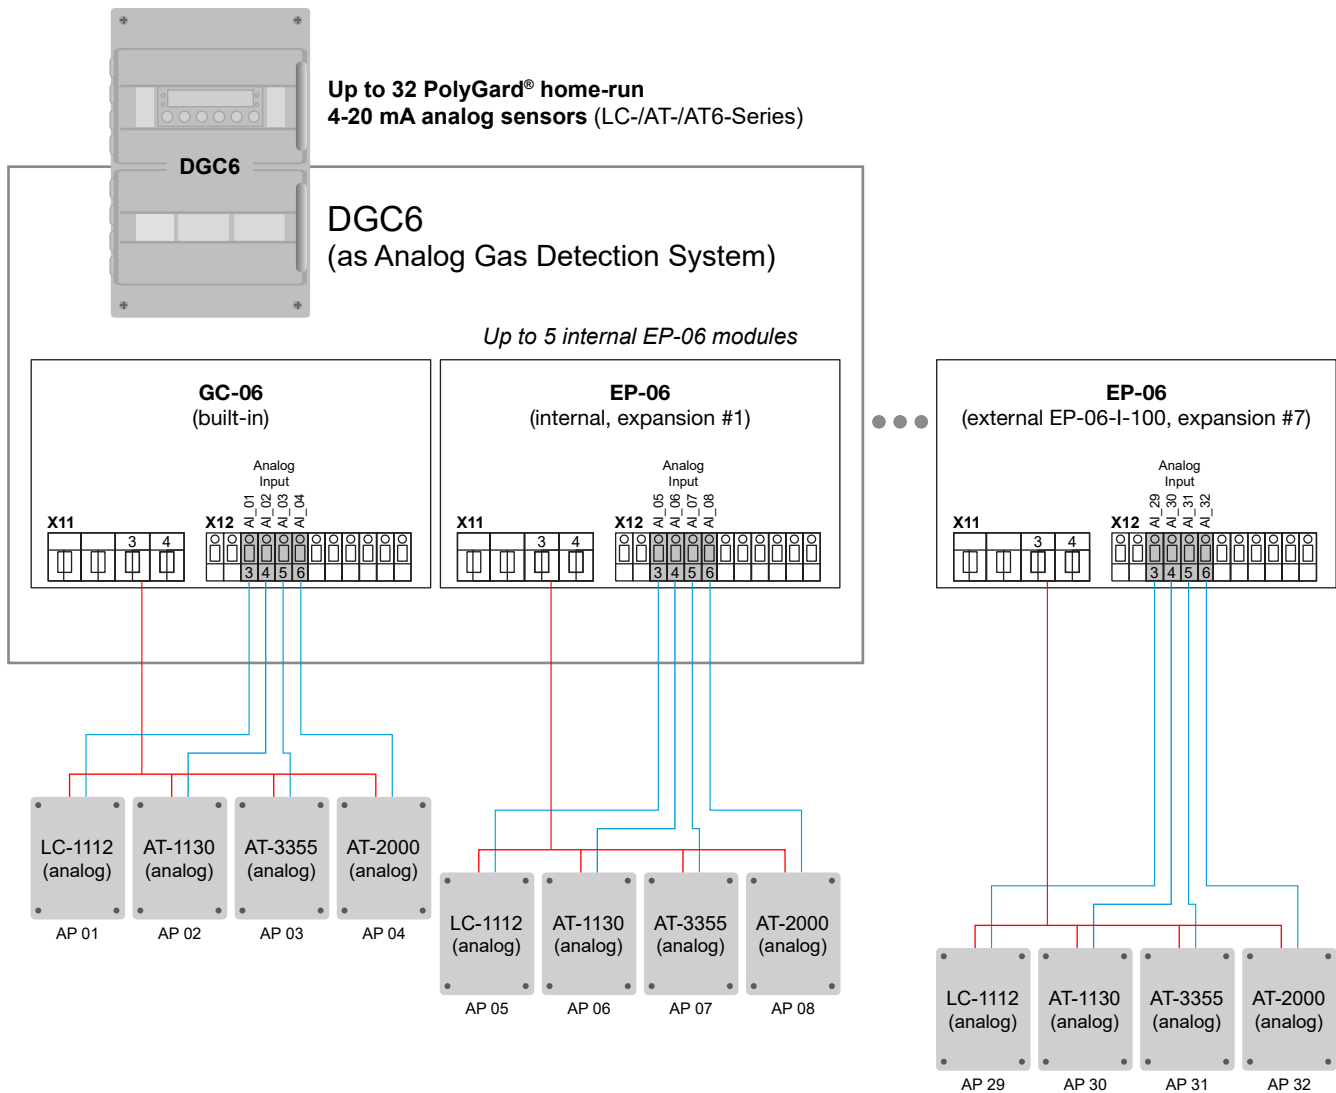 Up to 32 PolyGard® home-run
4-20 mA analog sensors (LC-/AT-/AT6-Series)
DGC6
DGC6
(as Analog Gas Detection System)
Up to 5 internal EP-06 modules
GC-06
(built-in)
Analog
Input
X11
3 4
X12
AI_01
AI_02
AI_03
AI_04
3 4 5 6
EP-06
(internal, expansion #1)
Analog
Input
X11
3 4
X12
AI_05
AI_06
AI_07
AI_08
3 4 5 6
EP-06
(external EP-06-I-100, expansion #7)
Analog
Input
X11
3 4
X12
AI_29
AI_30
AI_31
AI_32
3 4 5 6
LC-1112
(analog)
AP 01
AT-1130
(analog)
AP 02
AT-3355
(analog)
AP 03
AT-2000
(analog)
AP 04
LC-1112
(analog)
AP 05
AT-1130
(analog)
AP 06
AT-3355
(analog)
AP 07
AT-2000
(analog)
AP 08
LC-1112
(analog)
AP 29
AT-1130
(analog)
AP 30
AT-3355
(analog)
AP 31
AT-2000
(analog)
AP 32